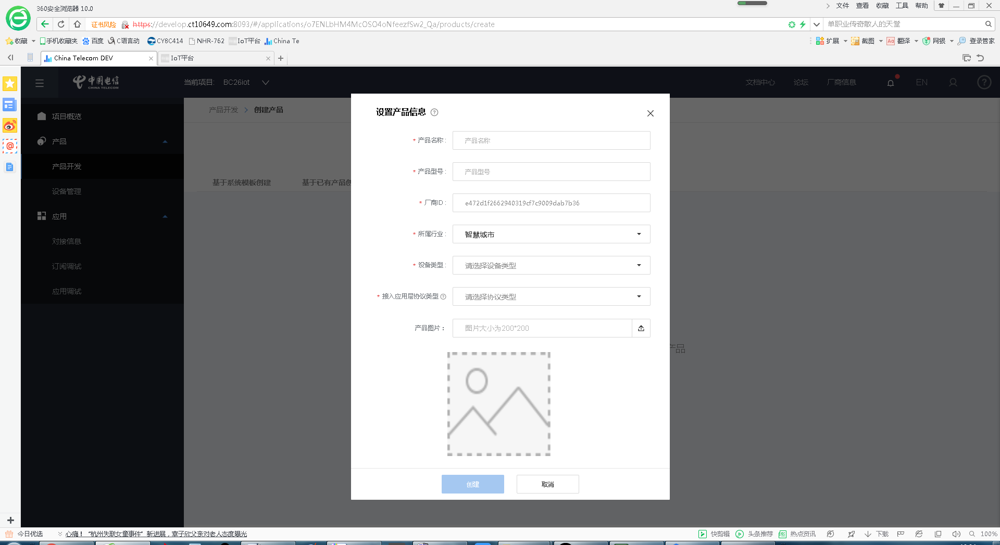 360安全浏览器 10.0
文件 查看 收藏 工具 帮助
证书风险 https://develop.ct10649.com:8093/#/applications/o7ENLbHM4McOSO4oNfeezfSw2_Qa/products/create
单职业传奇散人的天堂
收藏 手机收藏夹 百度 C语言动 CY8C414 NHR-762 IoT平台 China Te
扩展 截图 翻译 网银 登录管家
China Telecom DEV
IoT平台
中国电信
CHINA TELECOM
当前项目: BC26iot
文档中心 论坛 厂商信息 EN
项目概览
产品
产品开发
设备管理
应用
对接信息
订阅调试
应用调试
产品开发 > 创建产品
基于系统模板创建 基于已有产品创
产品
设置产品信息
* 产品名称: 产品名称
* 产品型号: 产品型号
* 厂商ID: e472d1f2662940319cf7c9009dab7b36
* 所属行业: 智慧城市
* 设备类型: 请选择设备类型
* 接入应用层协议类型 请选择协议类型
产品图片: 图片大小为200*200
创建 取消
今日优选 心痛！“杭州失联女童事件”新进展，章子欣父亲对老人态度曝光
快剪辑 头条推荐 热点资讯 下载 100%